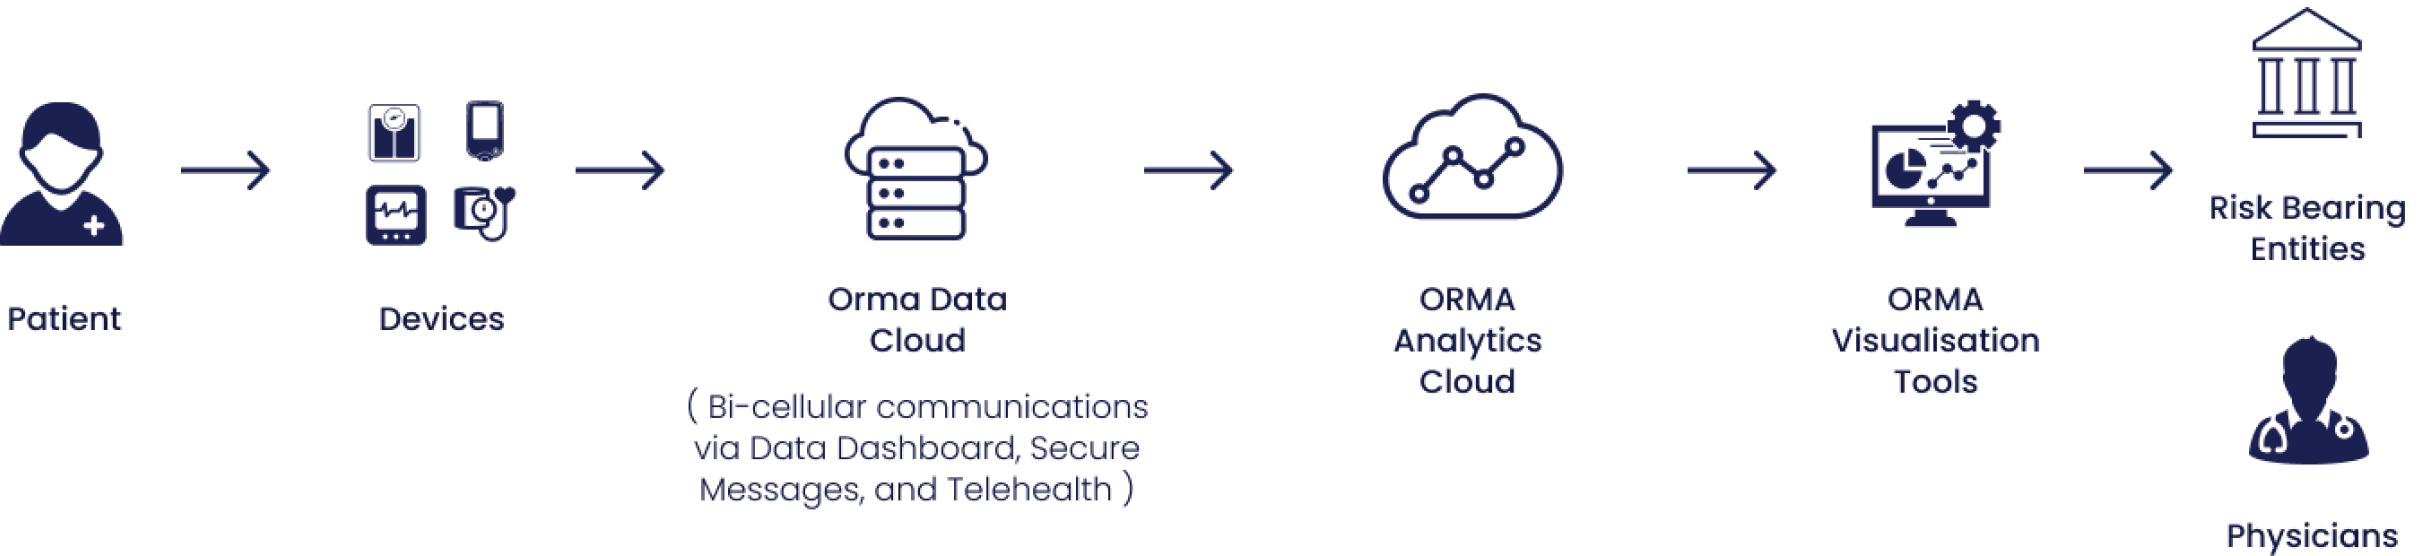 Patient
Devices
Orma Data
Cloud
( Bi-cellular communications
via Data Dashboard, Secure
Messages, and Telehealth )
ORMA
Analytics
Cloud
ORMA
Visualisation
Tools
Risk Bearing
Entities
Physicians